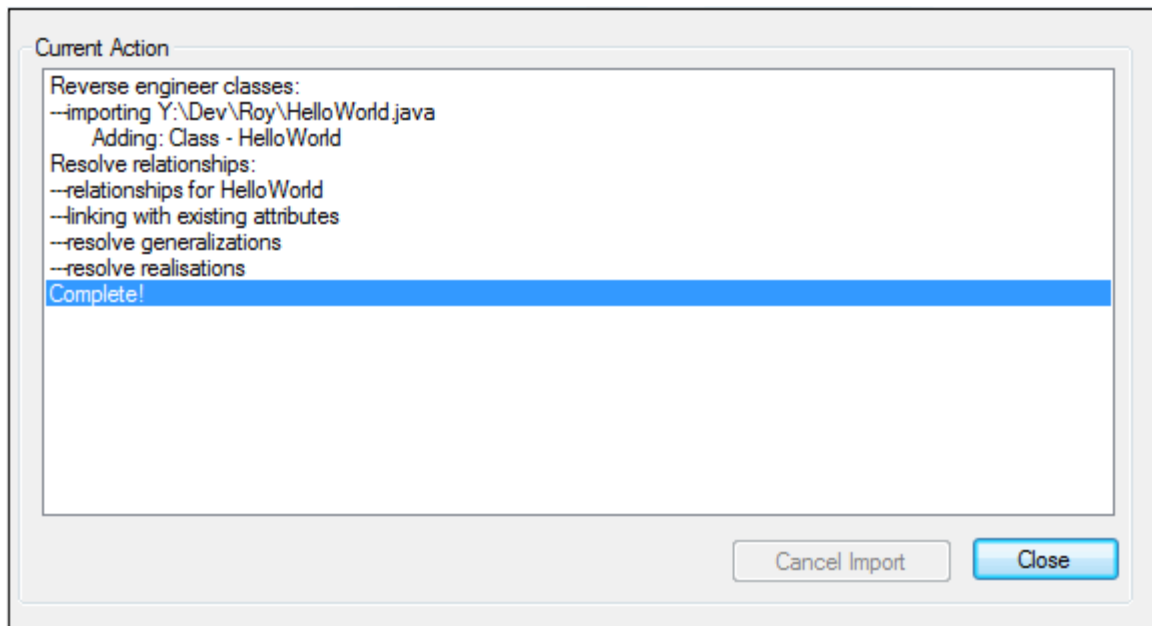 Current Action
Reverse engineer classes:
---importing Y:\Dev\Roy\HelloWorld.java
Adding: Class - HelloWorld
Resolve relationships:
---relationships for HelloWorld
---linking with existing attributes
---resolve generalizations
---resolve realisations
Complete!
Cancel Import
Close